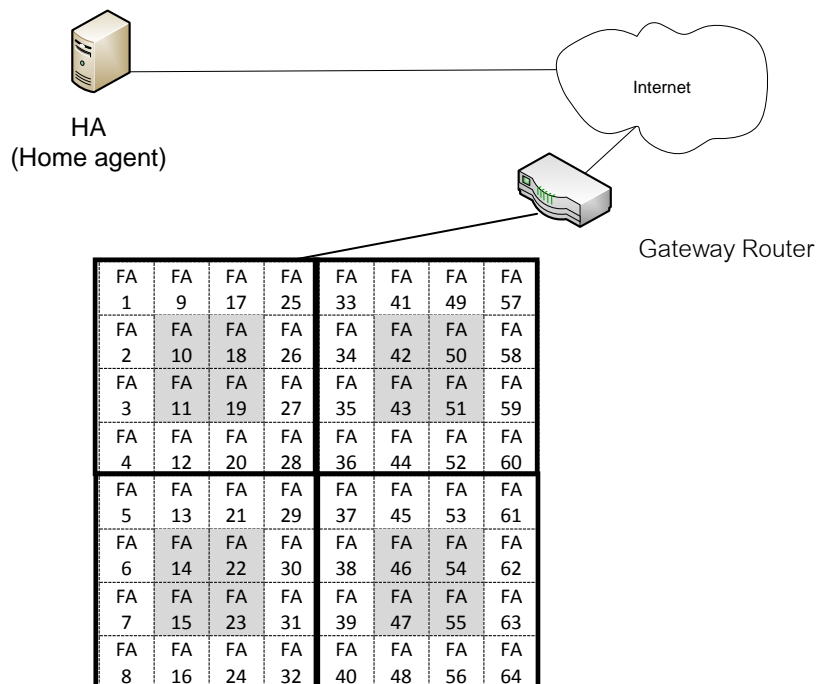 Internet
HA
(Home agent)
Gateway Router
FA FA FA FA FA FA FA FA
1 9 17 25 33 41 49 57
FA FA FA FA FA FA FA FA
2 10 18 26 34 42 50 58
FA FA FA FA FA FA FA FA
3 11 19 27 35 43 51 59
FA FA FA FA FA FA FA FA
4 12 20 28 36 44 52 60
FA FA FA FA FA FA FA FA
5 13 21 29 37 45 53 61
FA FA FA FA FA FA FA FA
6 14 22 30 38 46 54 62
FA FA FA FA FA FA FA FA
7 15 23 31 39 47 55 63
FA FA FA FA FA FA FA FA
8 16 24 32 40 48 56 64